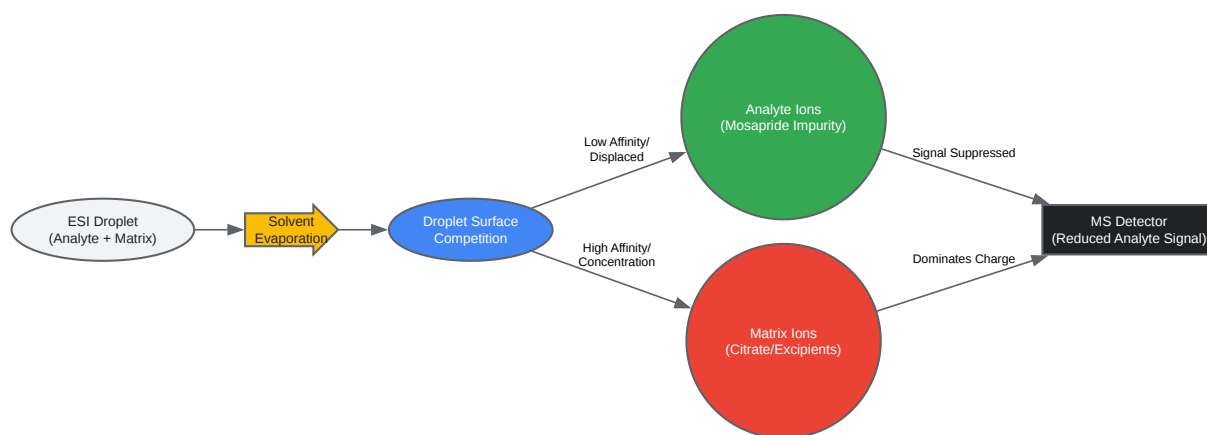 ESI Droplet
(Analyte + Matrix)
Solvent
Evaporation
Droplet Surface
Competition
Low Affinity/
Displaced
High Affinity/
Concentration
Analyte Ions
(Mosapride Impurity)
Matrix Ions
(Citrate/Excipients)
Signal Suppressed
Dominates Charge
MS Detector
(Reduced Analyte Signal)